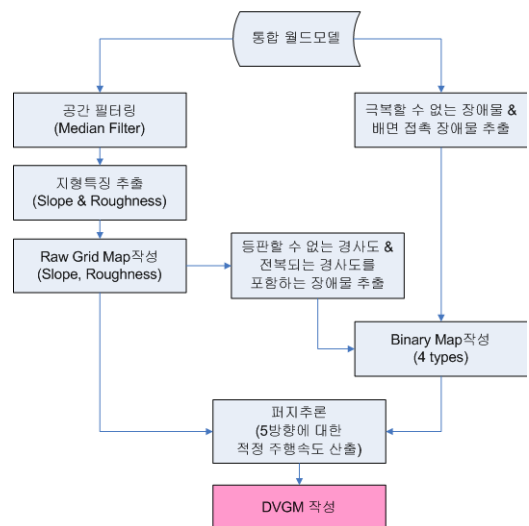 통합 월드모델
공간 필터링
(Median Filter)
극복할 수 없는 장애물 &
배면 접촉 장애물 추출
지형특징 추출
(Slope & Roughness)
Raw Grid Map작성
(Slope, Roughness)
등판할 수 없는 경사도 &
전복되는 경사도를
포함하는 장애물 추출
Binary Map작성
(4 types)
퍼지추론
(5방향에 대한
적정 주행속도 산출)
DVGM 작성